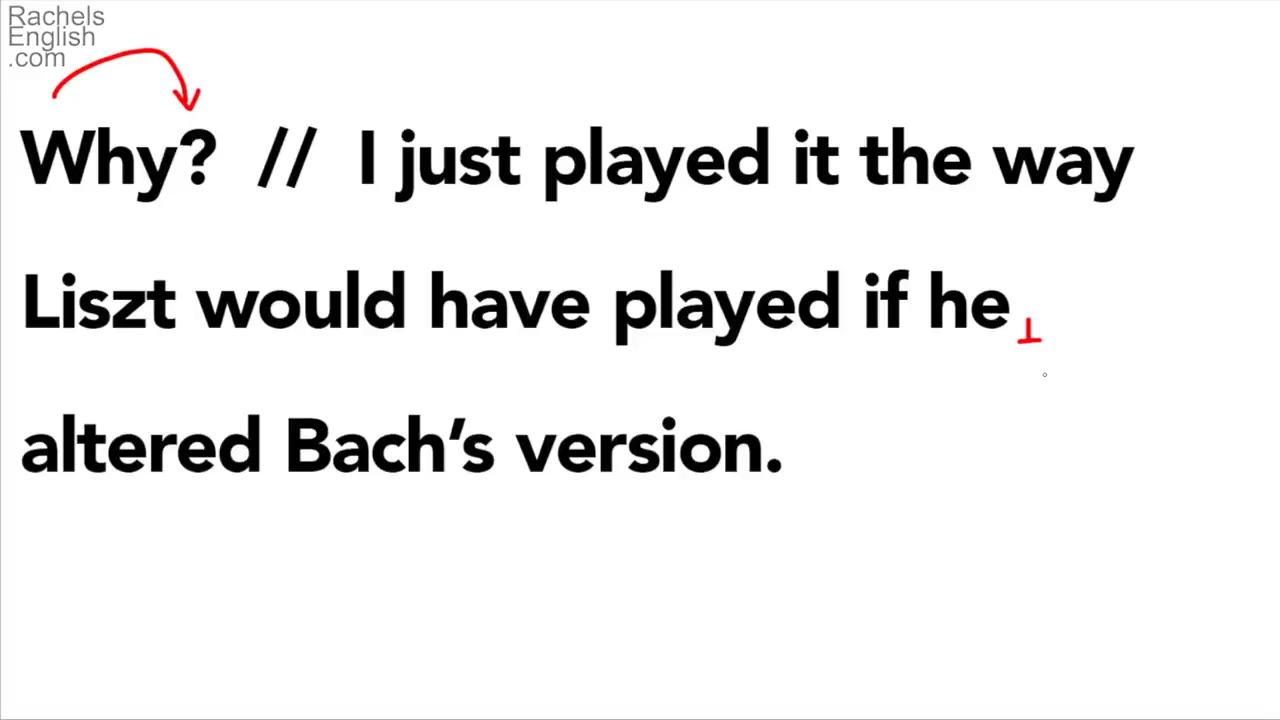 Rachels
English
.com
Why? // I just played it the way
Liszt would have played if he
altered Bach's version.